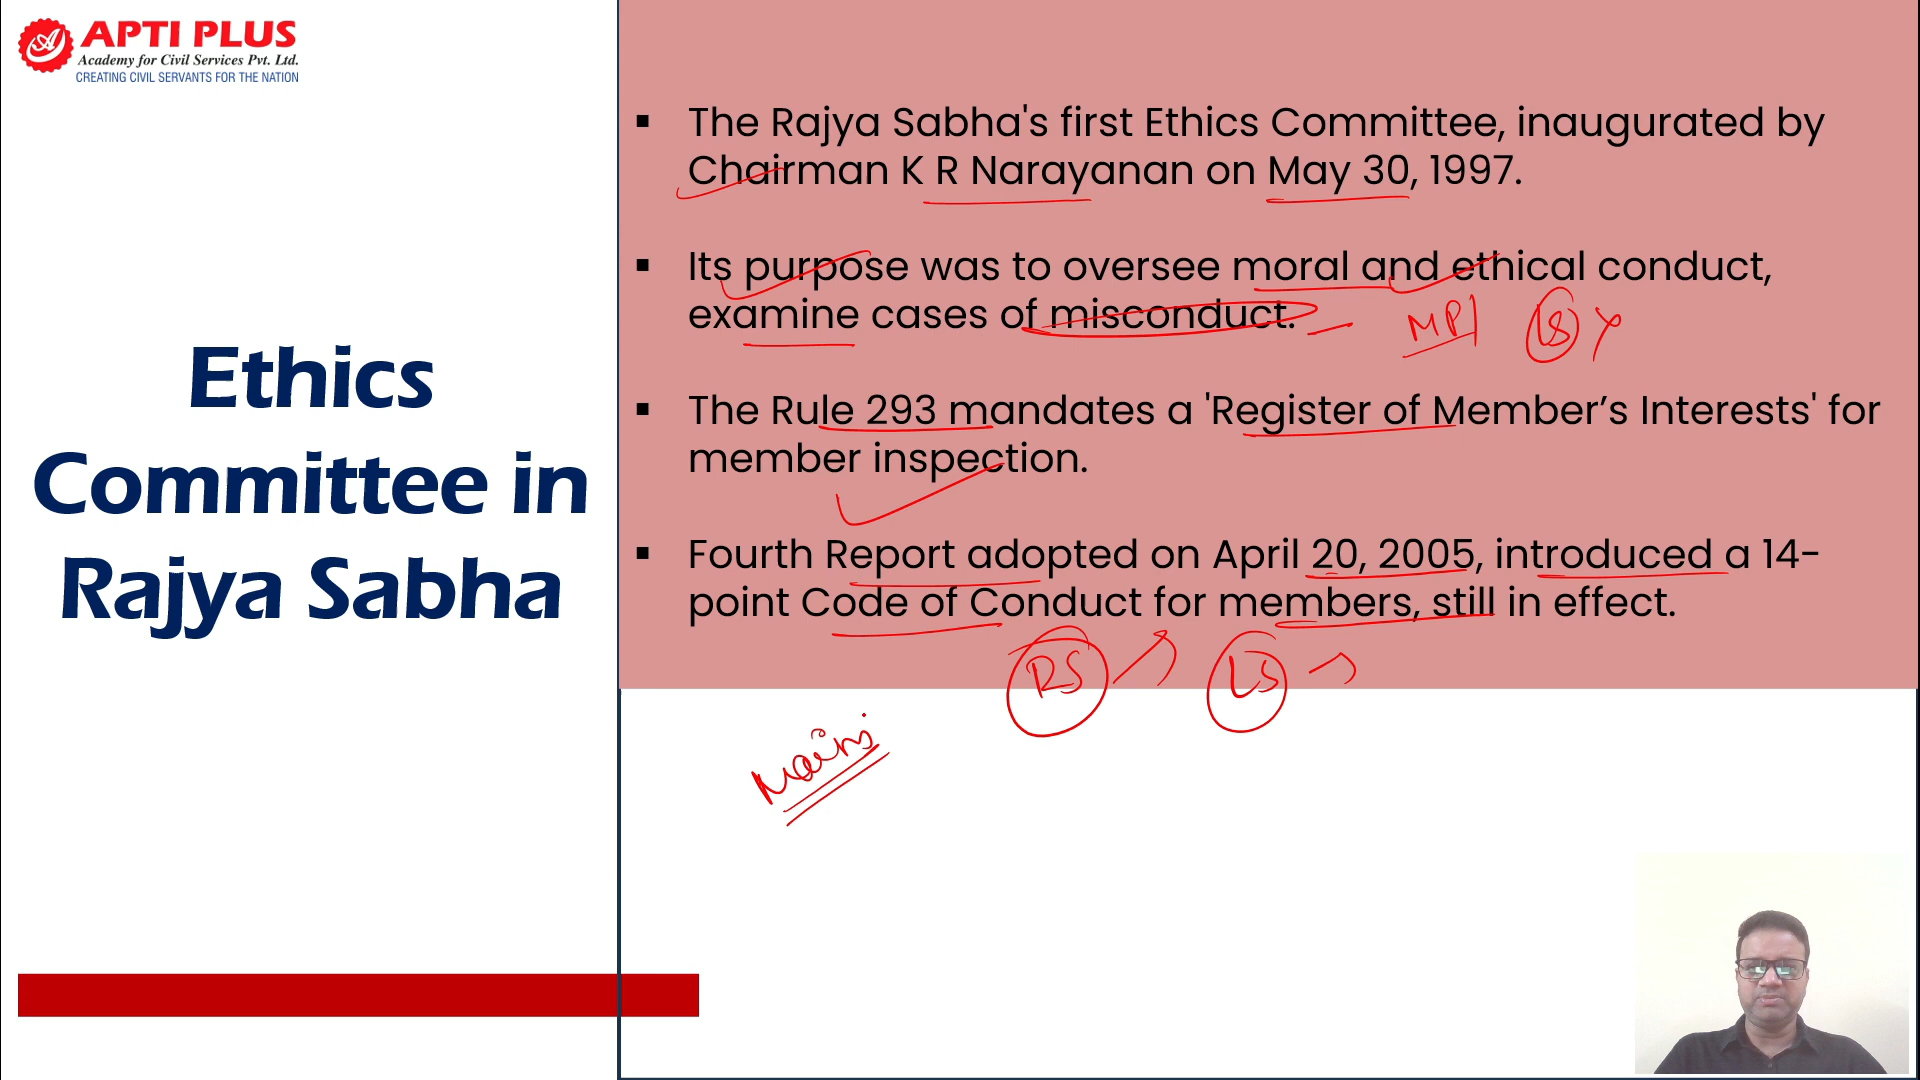 APTI PLUS
Academy for Civil Services Pvt. Ltd.
CREATING CIVIL SERVANTS FOR THE NATION
Ethics
Committee in
Rajya Sabha
▪ The Rajya Sabha's first Ethics Committee, inaugurated by
Chairman K R Narayanan on May 30, 1997.
▪ Its purpose was to oversee moral and ethical conduct,
examine cases of misconduct.
MP
LS
▪ The Rule 293 mandates a 'Register of Member’s Interests' for
member inspection.
▪ Fourth Report adopted on April 20, 2005, introduced a 14-
point Code of Conduct for members, still in effect.
RS LS
Mains